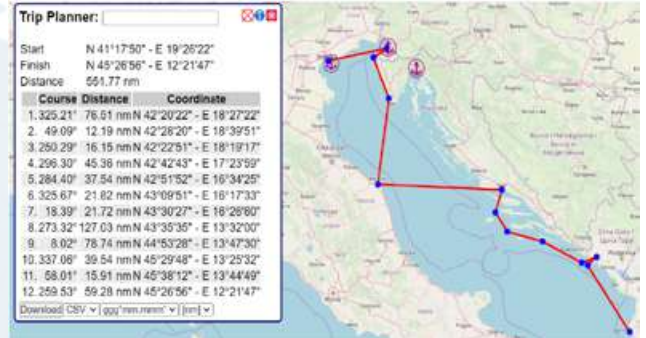 Trip Planner:
Start N 41°17'50" - E 19°26'22"
Finish N 45°26'56" - E 12°21'47"
Distance 551.77 nm
Course Distance Coordinate
1. 325.21° 76.51 nm N 42°20'22" - E 18°27'22"
2. 49.09° 12.19 nm N 42°28'20" - E 18°39'51"
3. 250.29° 16.15 nm N 42°22'51" - E 18°19'17"
4. 296.30° 45.36 nm N 42°42'43" - E 17°23'59"
5. 284.40° 37.54 nm N 42°51'52" - E 16°34'25"
6. 325.67° 21.82 nm N 43°09'51" - E 16°17'33"
7. 18.39° 21.72 nm N 43°30'27" - E 16°26'60"
8. 273.32° 127.03 nm N 43°35'35" - E 13°32'00"
9. 8.02° 78.74 nm N 44°53'28" - E 13°47'30"
10. 337.06° 39.54 nm N 45°29'48" - E 13°25'32"
11. 58.01° 15.91 nm N 45°38'12" - E 13°44'49"
12. 259.53° 59.28 nm N 45°26'56" - E 12°21'47"
Download CSV ggg°mm.mmm' [nm]